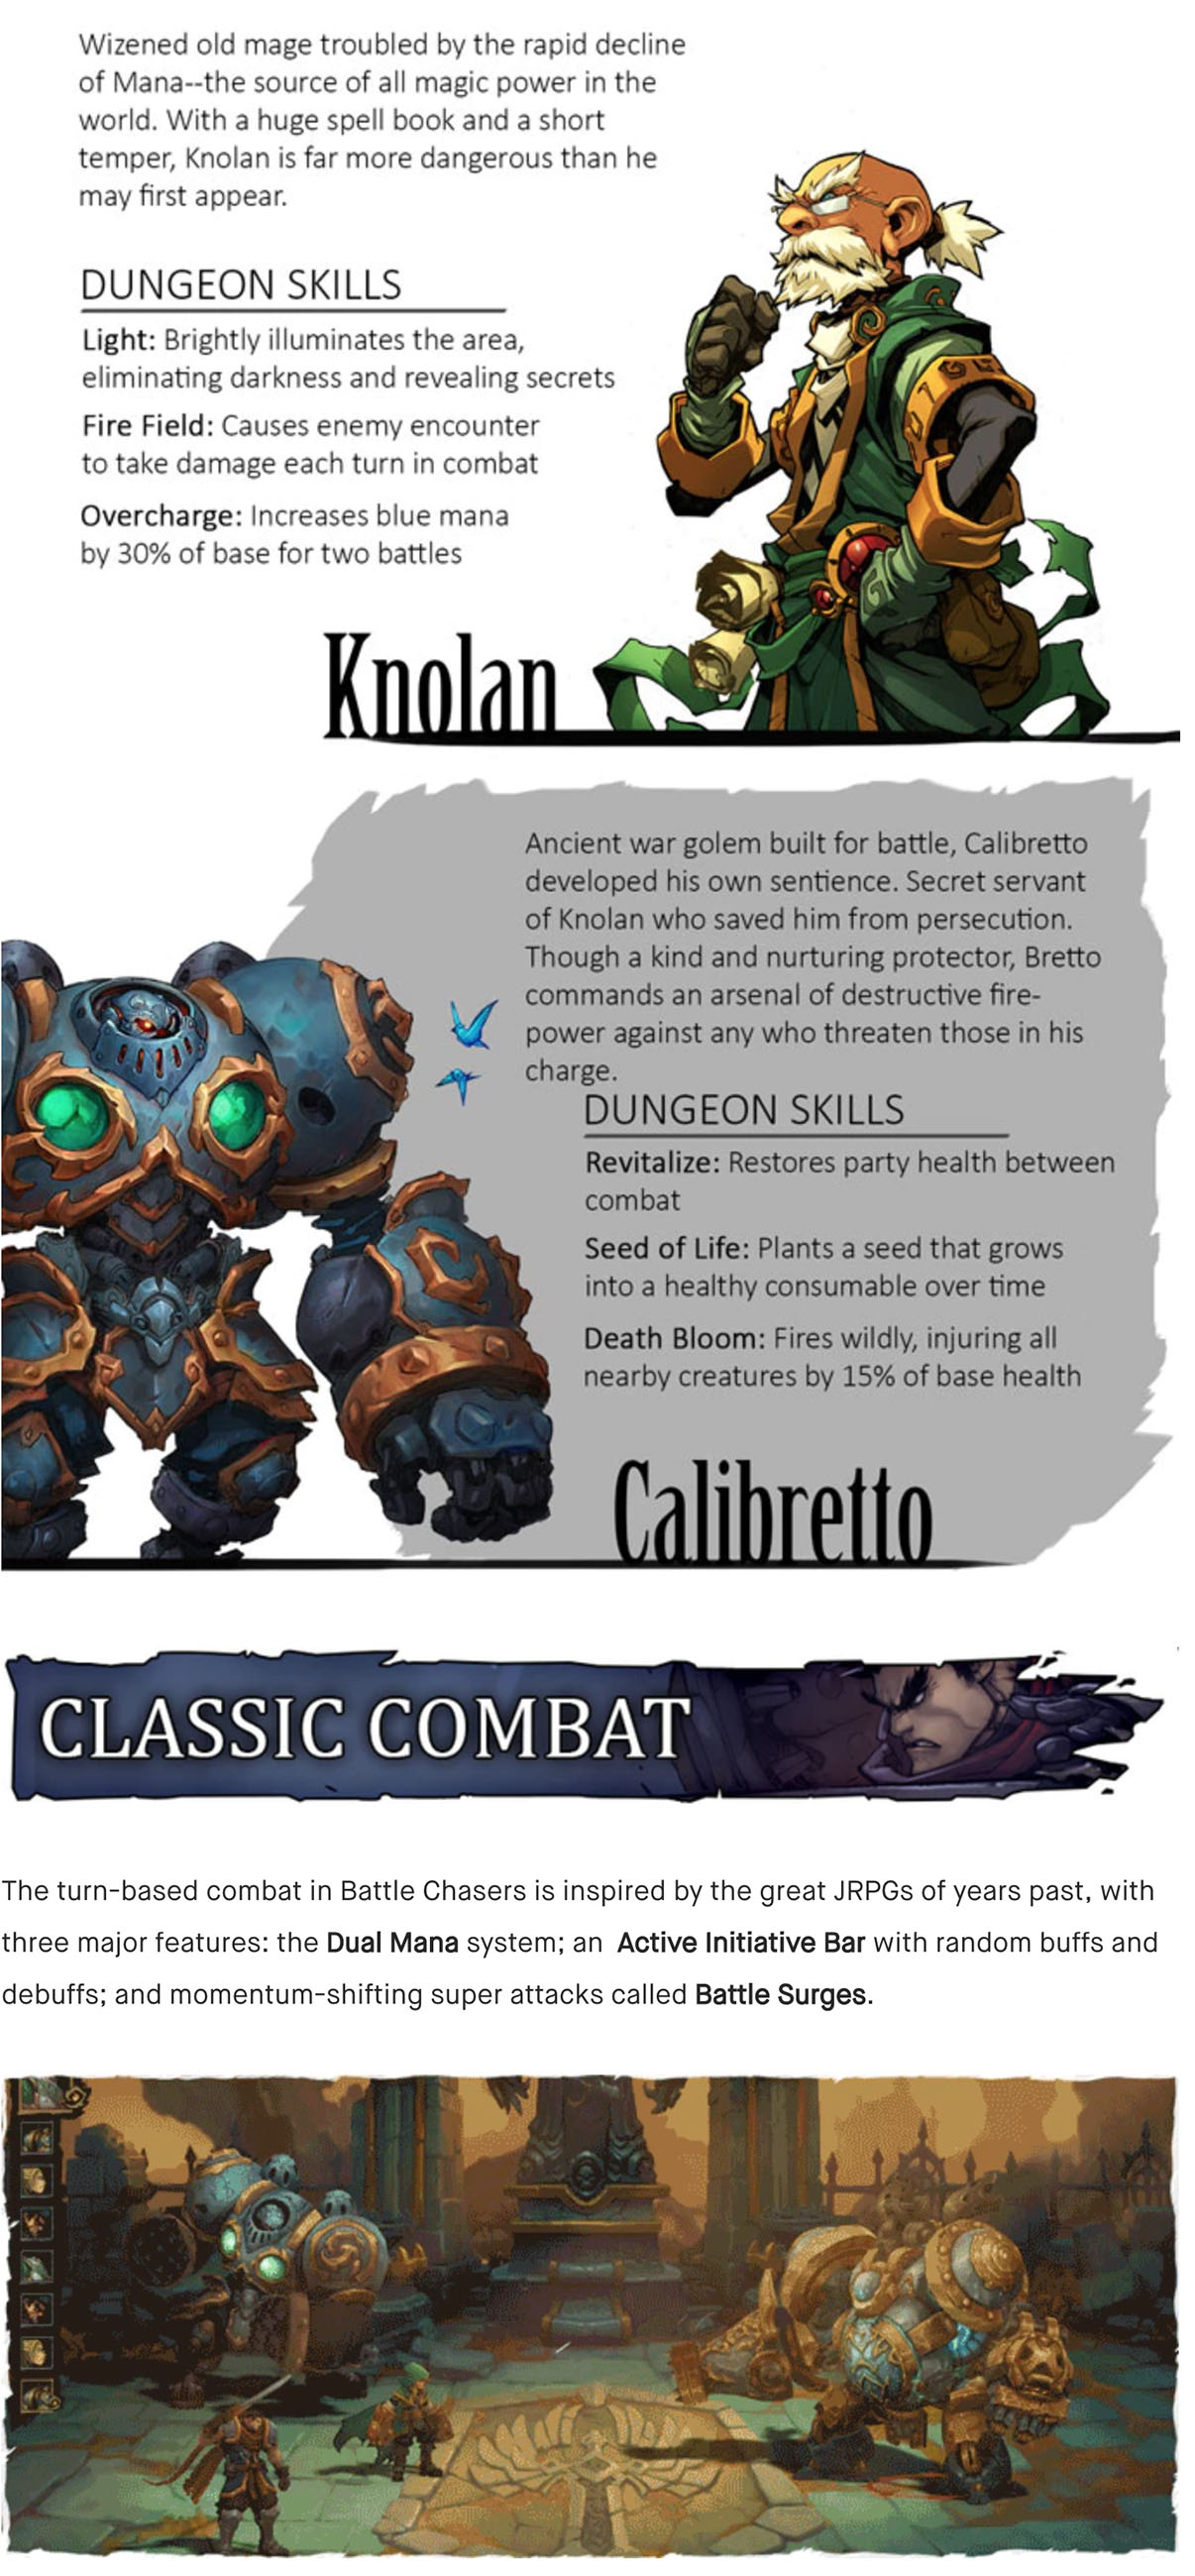 Wizened old mage troubled by the rapid decline
of Mana--the source of all magic power in the
world. With a huge spell book and a short
temper, Knolan is far more dangerous than he
may first appear.
DUNGEON SKILLS
Light: Brightly illuminates the area,
eliminating darkness and revealing secrets
Fire Field: Causes enemy encounter
to take damage each turn in combat
Overcharge: Increases blue mana
by 30% of base for two battles
Knolan
Ancient war golem built for battle, Calibretto
developed his own sentience. Secret servant
of Knolan who saved him from persecution.
Though a kind and nurturing protector, Bretto
commands an arsenal of destructive fire-
power against any who threaten those in his
charge.
DUNGEON SKILLS
Revitalize: Restores party health between
combat
Seed of Life: Plants a seed that grows
into a healthy consumable over time
Death Bloom: Fires wildly, injuring all
nearby creatures by 15% of base health
Calibretto
CLASSIC COMBAT
The turn-based combat in Battle Chasers is inspired by the great JRPGs of years past, with
three major features: the Dual Mana system; an Active Initiative Bar with random buffs and
debuffs; and momentum-shifting super attacks called Battle Surges.